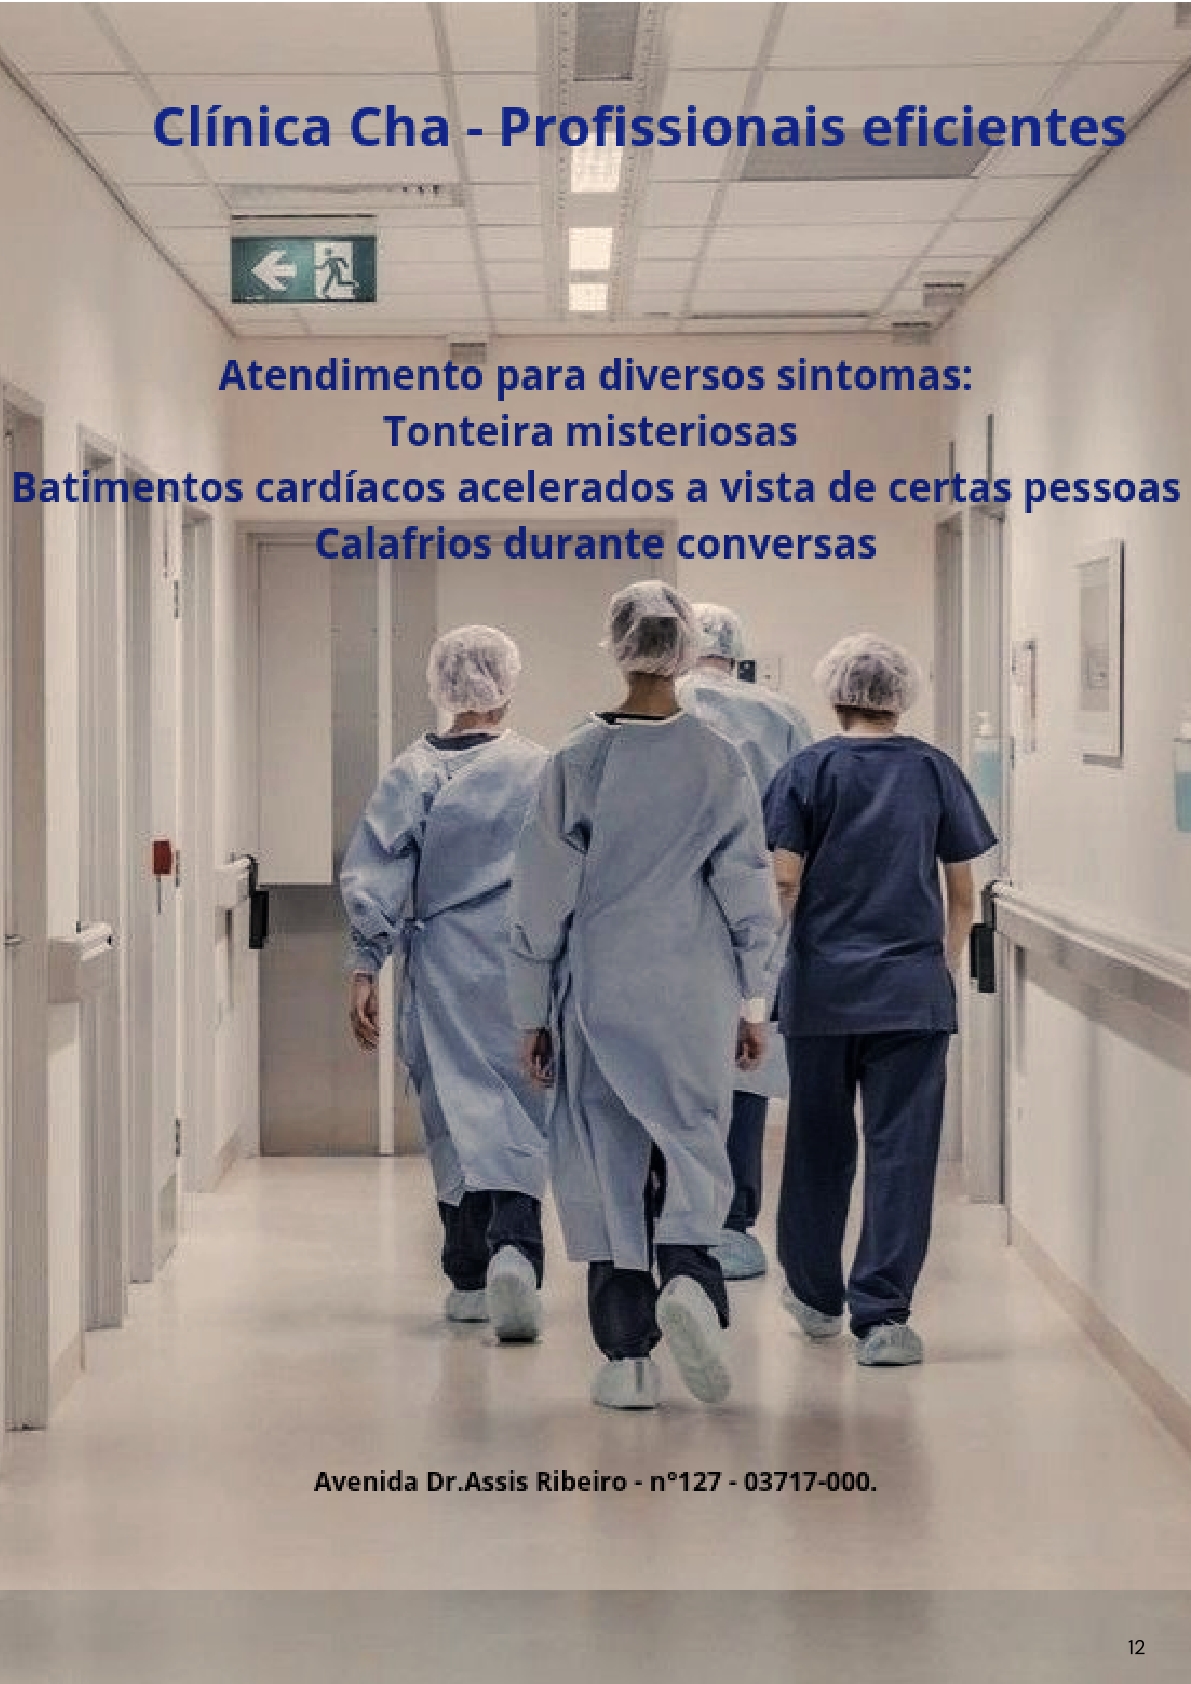 Clínica Cha - Profissionais eficientes
Atendimento para diversos sintomas:
Tonteira misteriosas
Batimentos cardíacos acelerados a vista de certas pessoas
Calafrios durante conversas
Avenida Dr.Assis Ribeiro - n°127 - 03717-000.
12